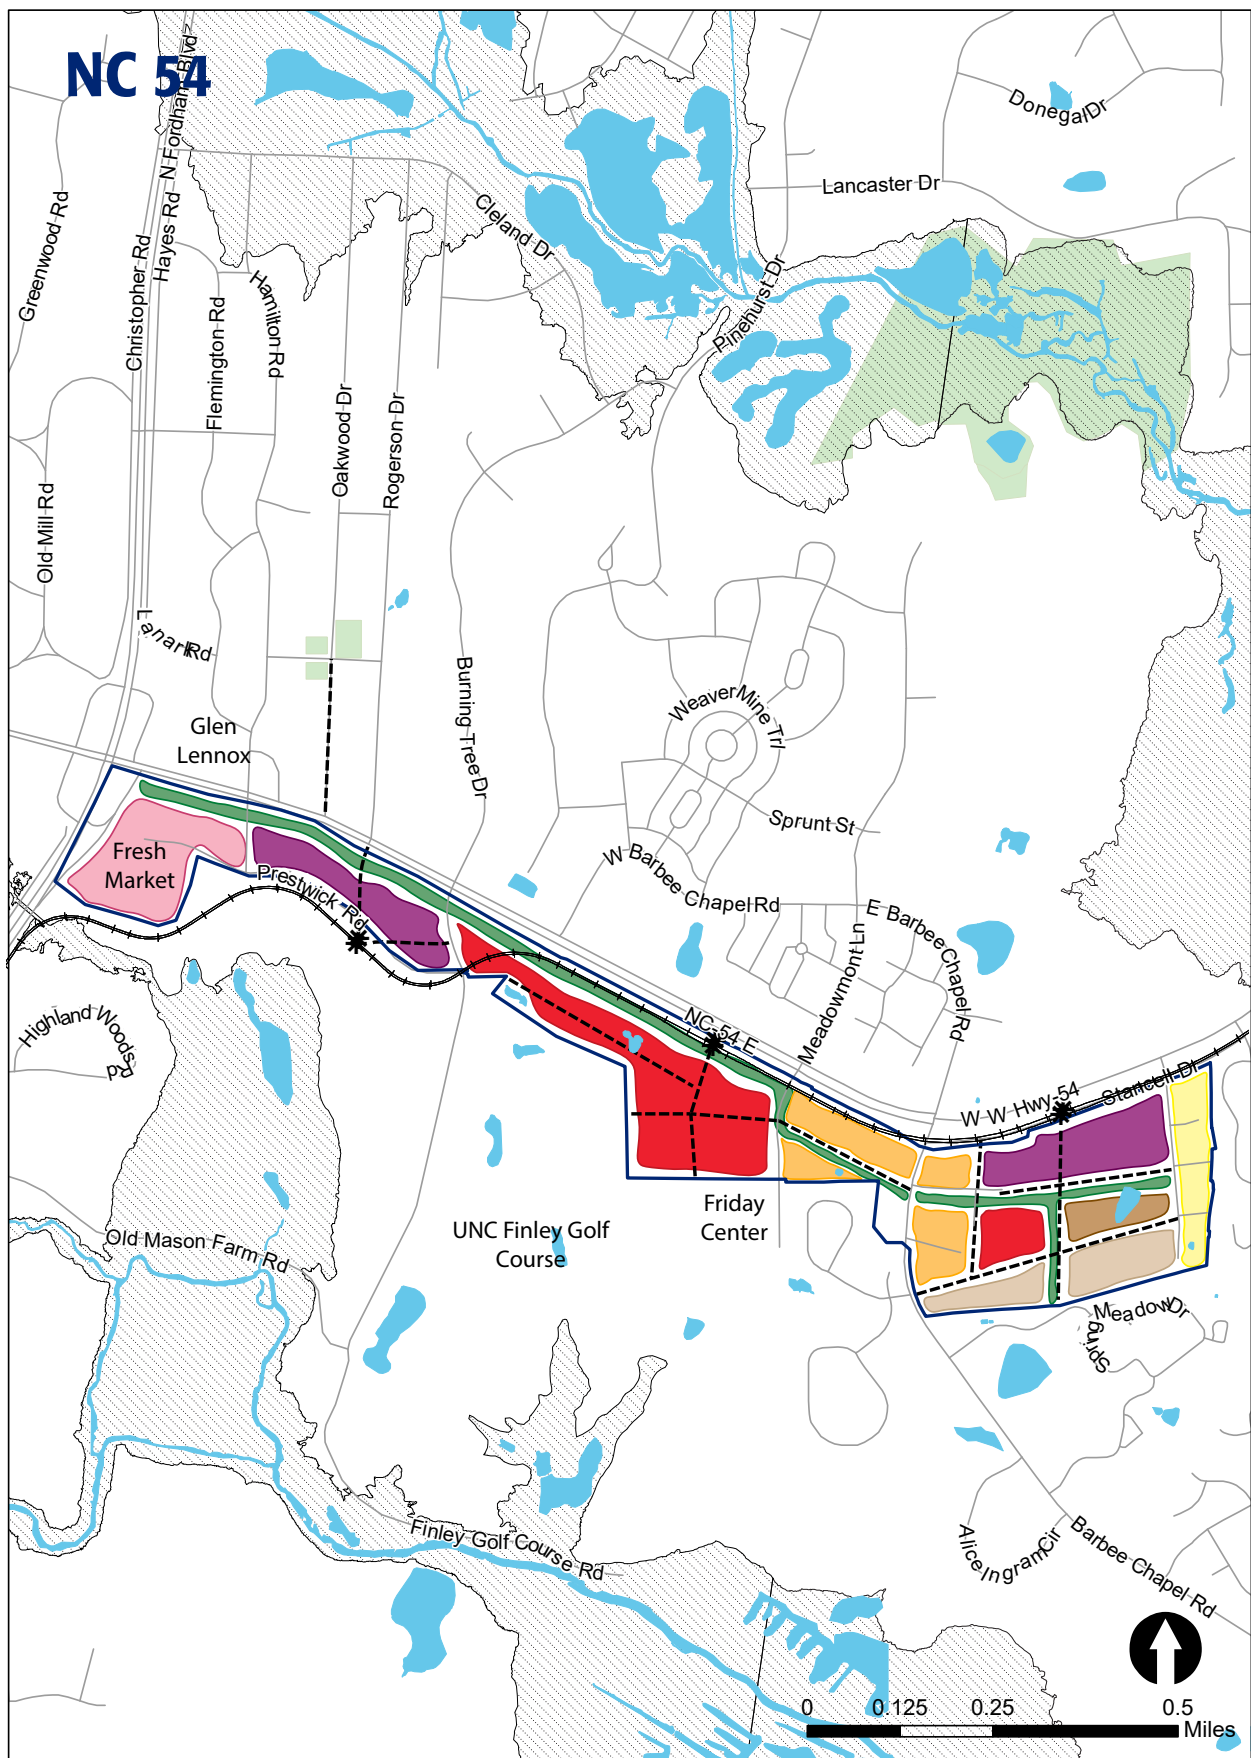 NC 54
N Fordham Blvd
Donegal Dr
Lancaster Dr
Greenwood Rd
Christopher Rd
Hayes Rd
Cleland Dr
Hamilton Rd
Flemington Rd
Pinehurst Dr
Oakwood Dr
Rogerson Dr
Old Mill Rd
Lanark Rd
Burning Tree Dr
Weaver Mine Trl
Glen
Lennox
Sprunt St
Fresh
Market
Prestwick Rd
W Barbee Chapel Rd
E Barbee Chapel Rd
Meadowmont Ln
NC-54 E
Highland Woods
Rd
W W Hwy-54
Stancell Dr
Friday
Center
UNC Finley Golf
Course
Old Mason Farm Rd
Meadow Dr
Spring
Finley Golf Course Rd
Alice Ingram Cir
Barbee Chapel Rd
0 0.125 0.25 0.5
Miles